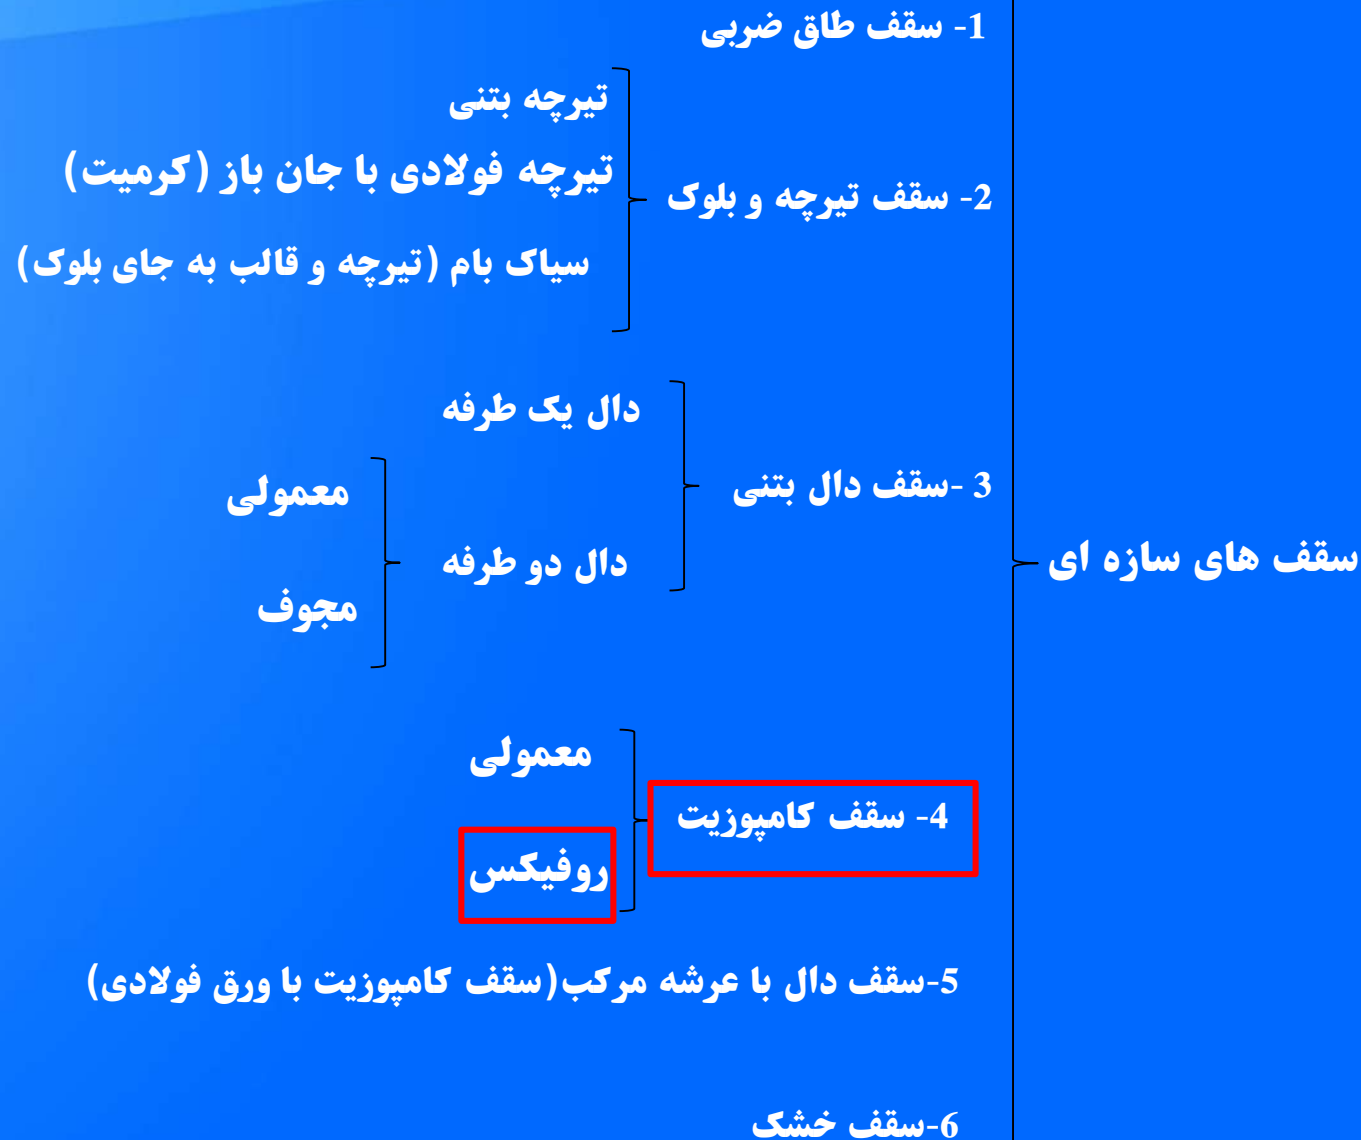 سقف های سازه ای
1- سقف طاق ضربی
2- سقف تیرچه و بلوک
تیرچه بتنی
تیرچه فولادی با جان باز (کرمیت)
سیاک بام (تیرچه و قالب به جای بلوک)
3 -سقف دال بتنی
دال یک طرفه
دال دو طرفه
معمولی
مجوف
4- سقف کامپوزیت
معمولی
روفیکس
5-سقف دال با عرشه مرکب(سقف کامپوزیت با ورق فولادی)
6-سقف خشک